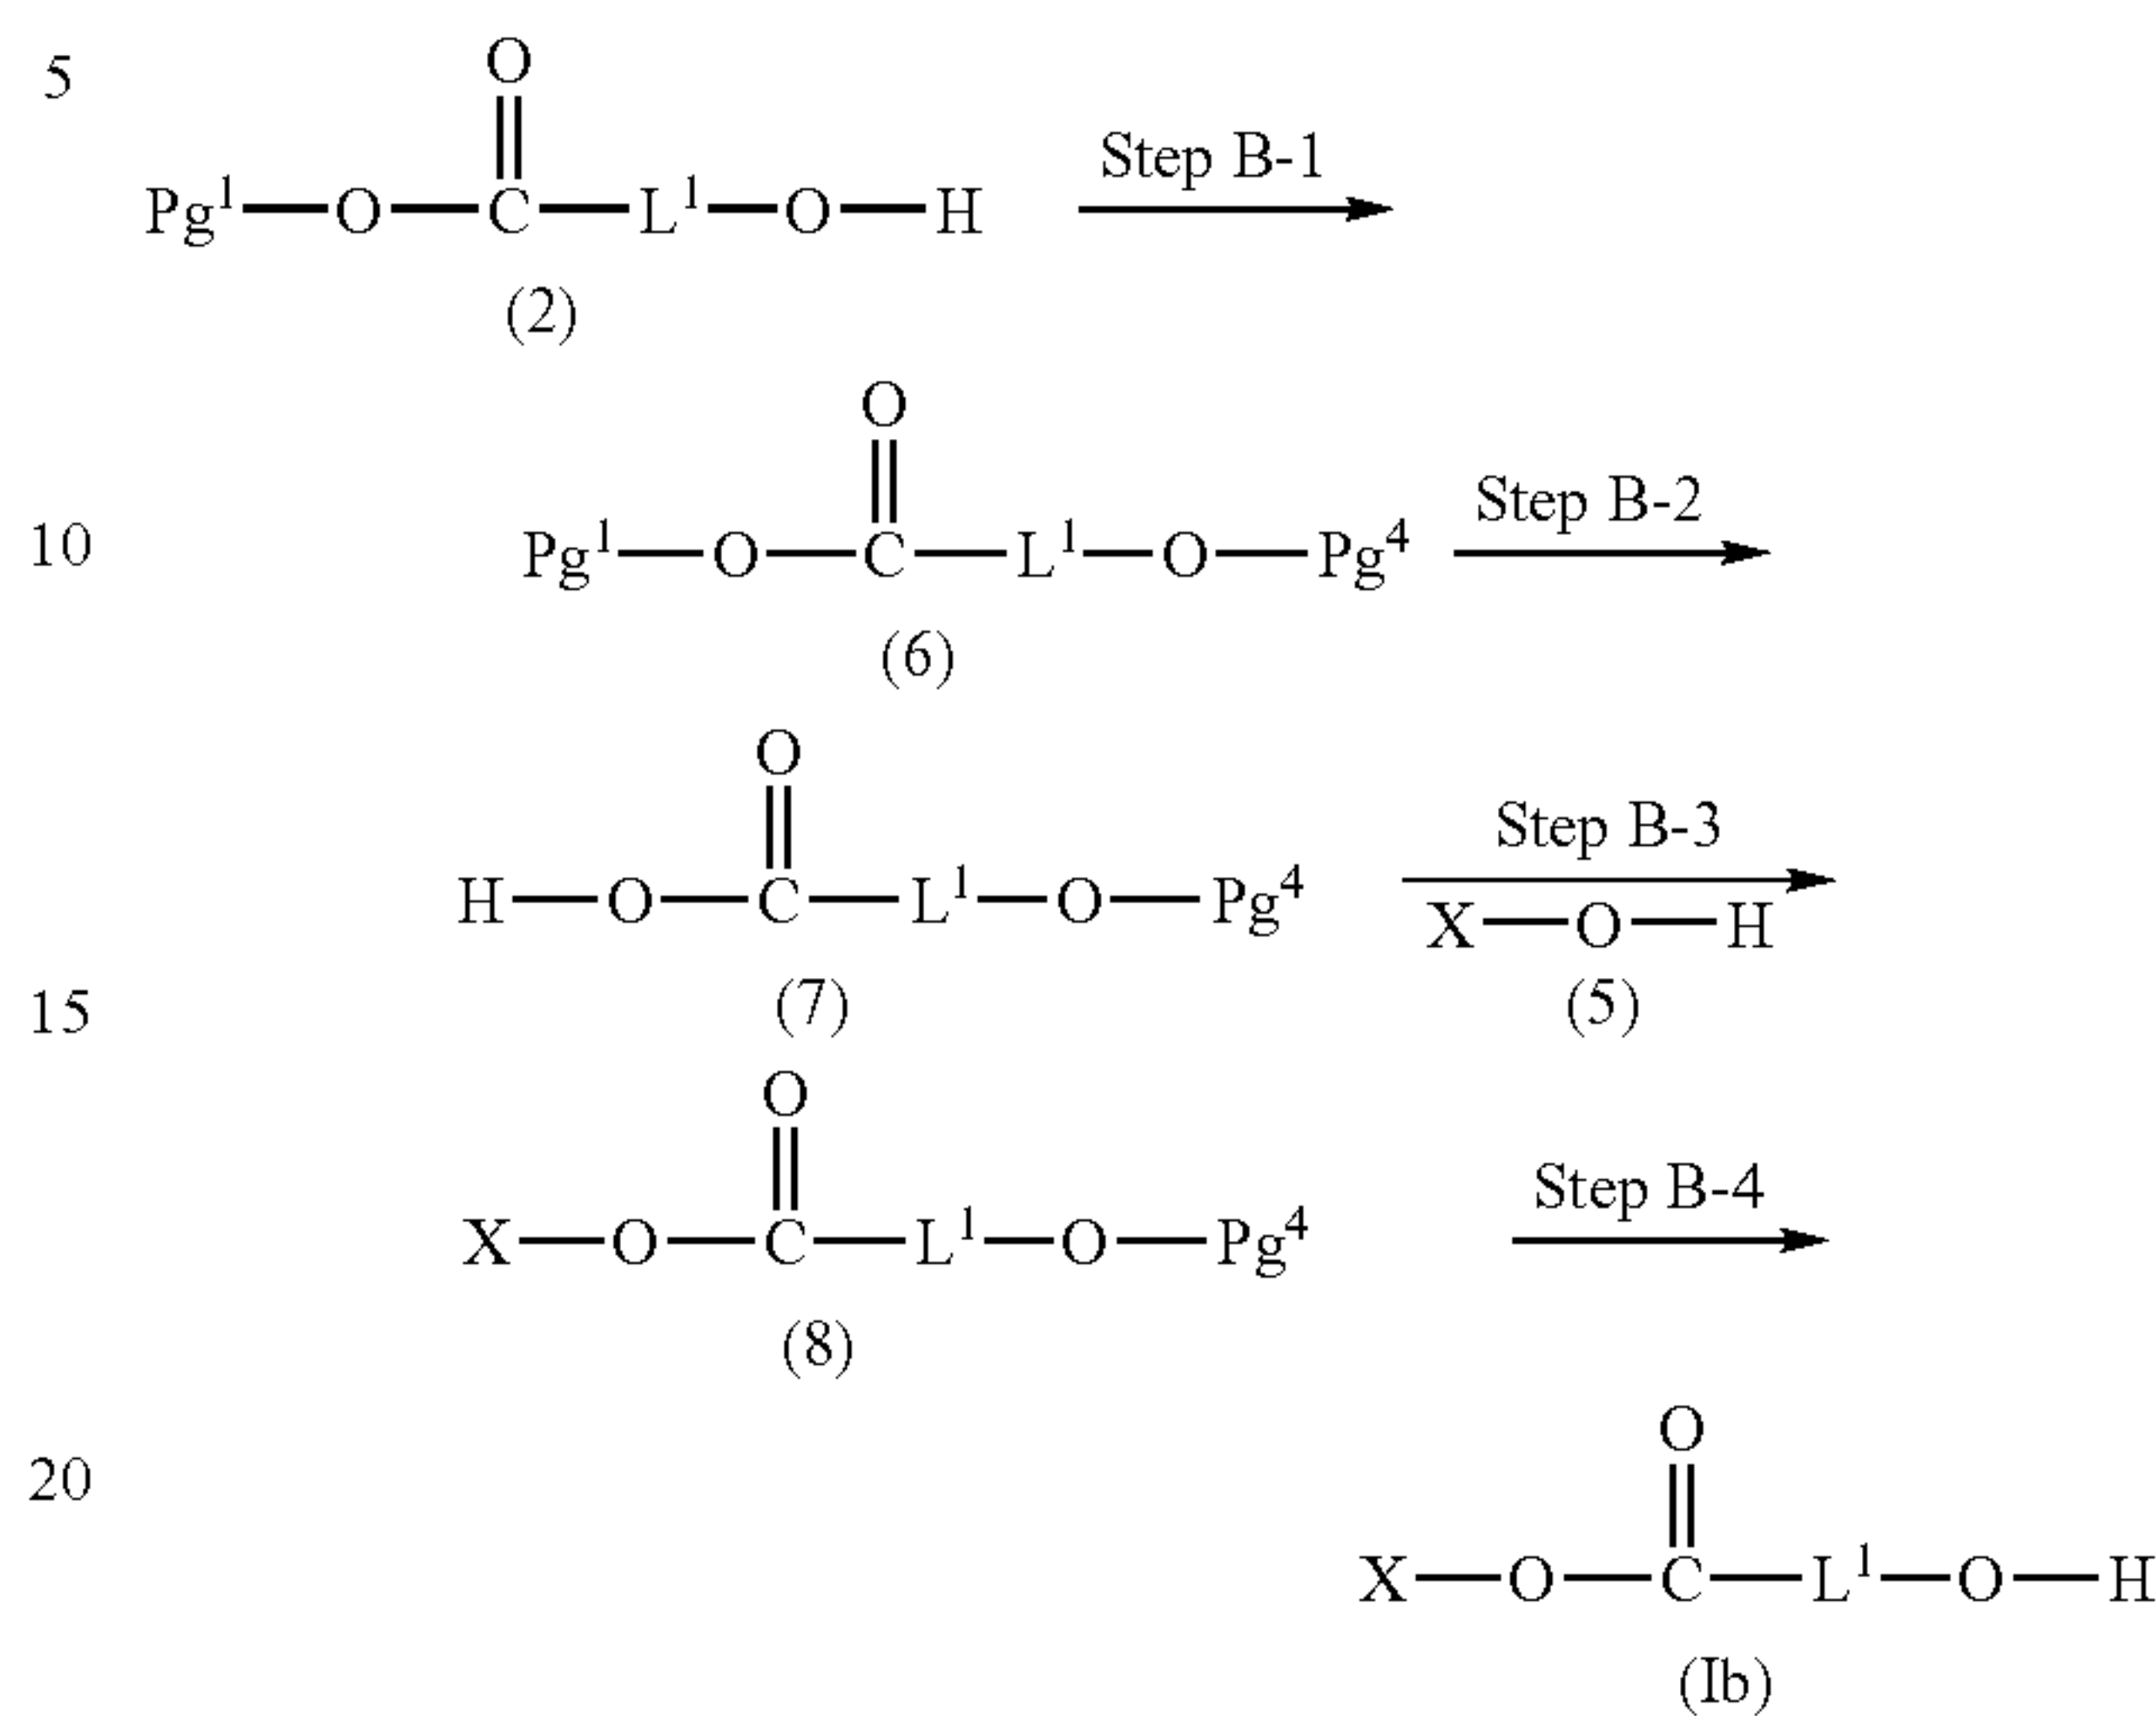 5
O
Pg¹—O—C—L¹—O—H
Step B-1
(2)
O
10
Pg¹—O—C—L¹—O—Pg⁴
Step B-2
(6)
O
H—O—C—L¹—O—Pg⁴
Step B-3
X—O—H
15
(7)
(5)
O
X—O—C—L¹—O—Pg⁴
Step B-4
(8)
O
20
X—O—C—L¹—O—H
(Ib)